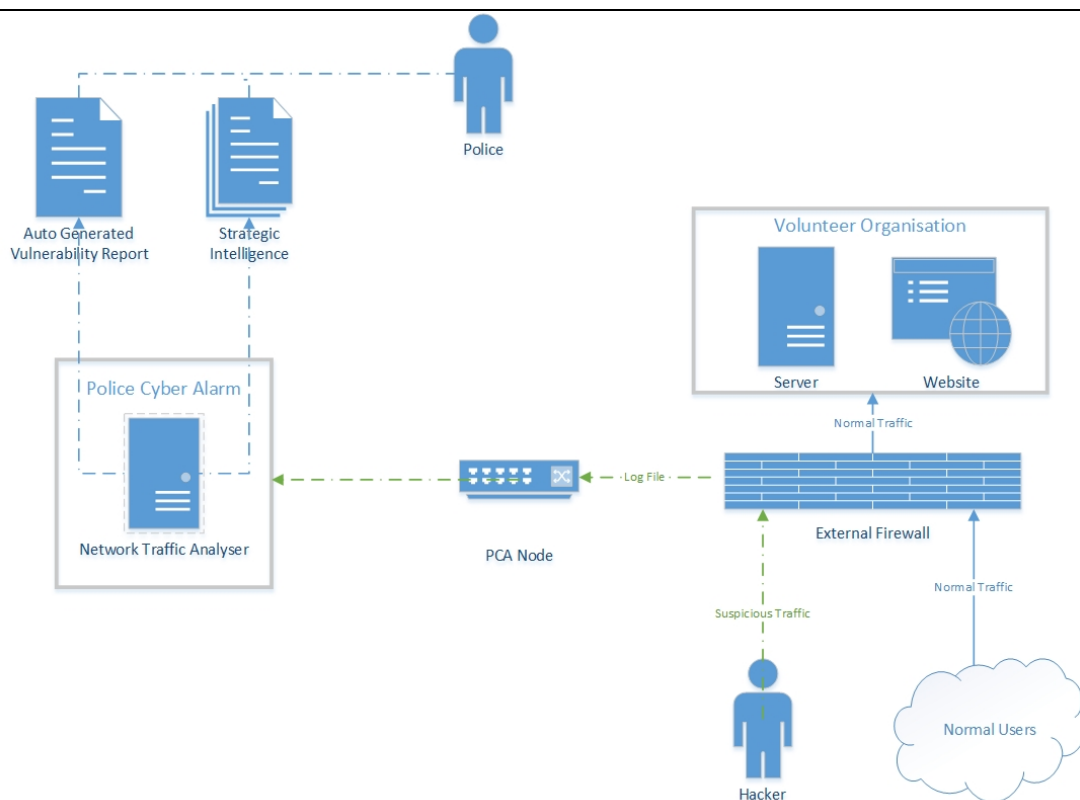 Police
Auto Generated
Vulnerability Report
Strategic
Intelligence
Volunteer Organisation
Server
Website
Police Cyber Alarm
Normal Traffic
Log File
External Firewall
Network Traffic Analyser
PCA Node
Normal Traffic
Suspicious Traffic
Normal Users
Hacker